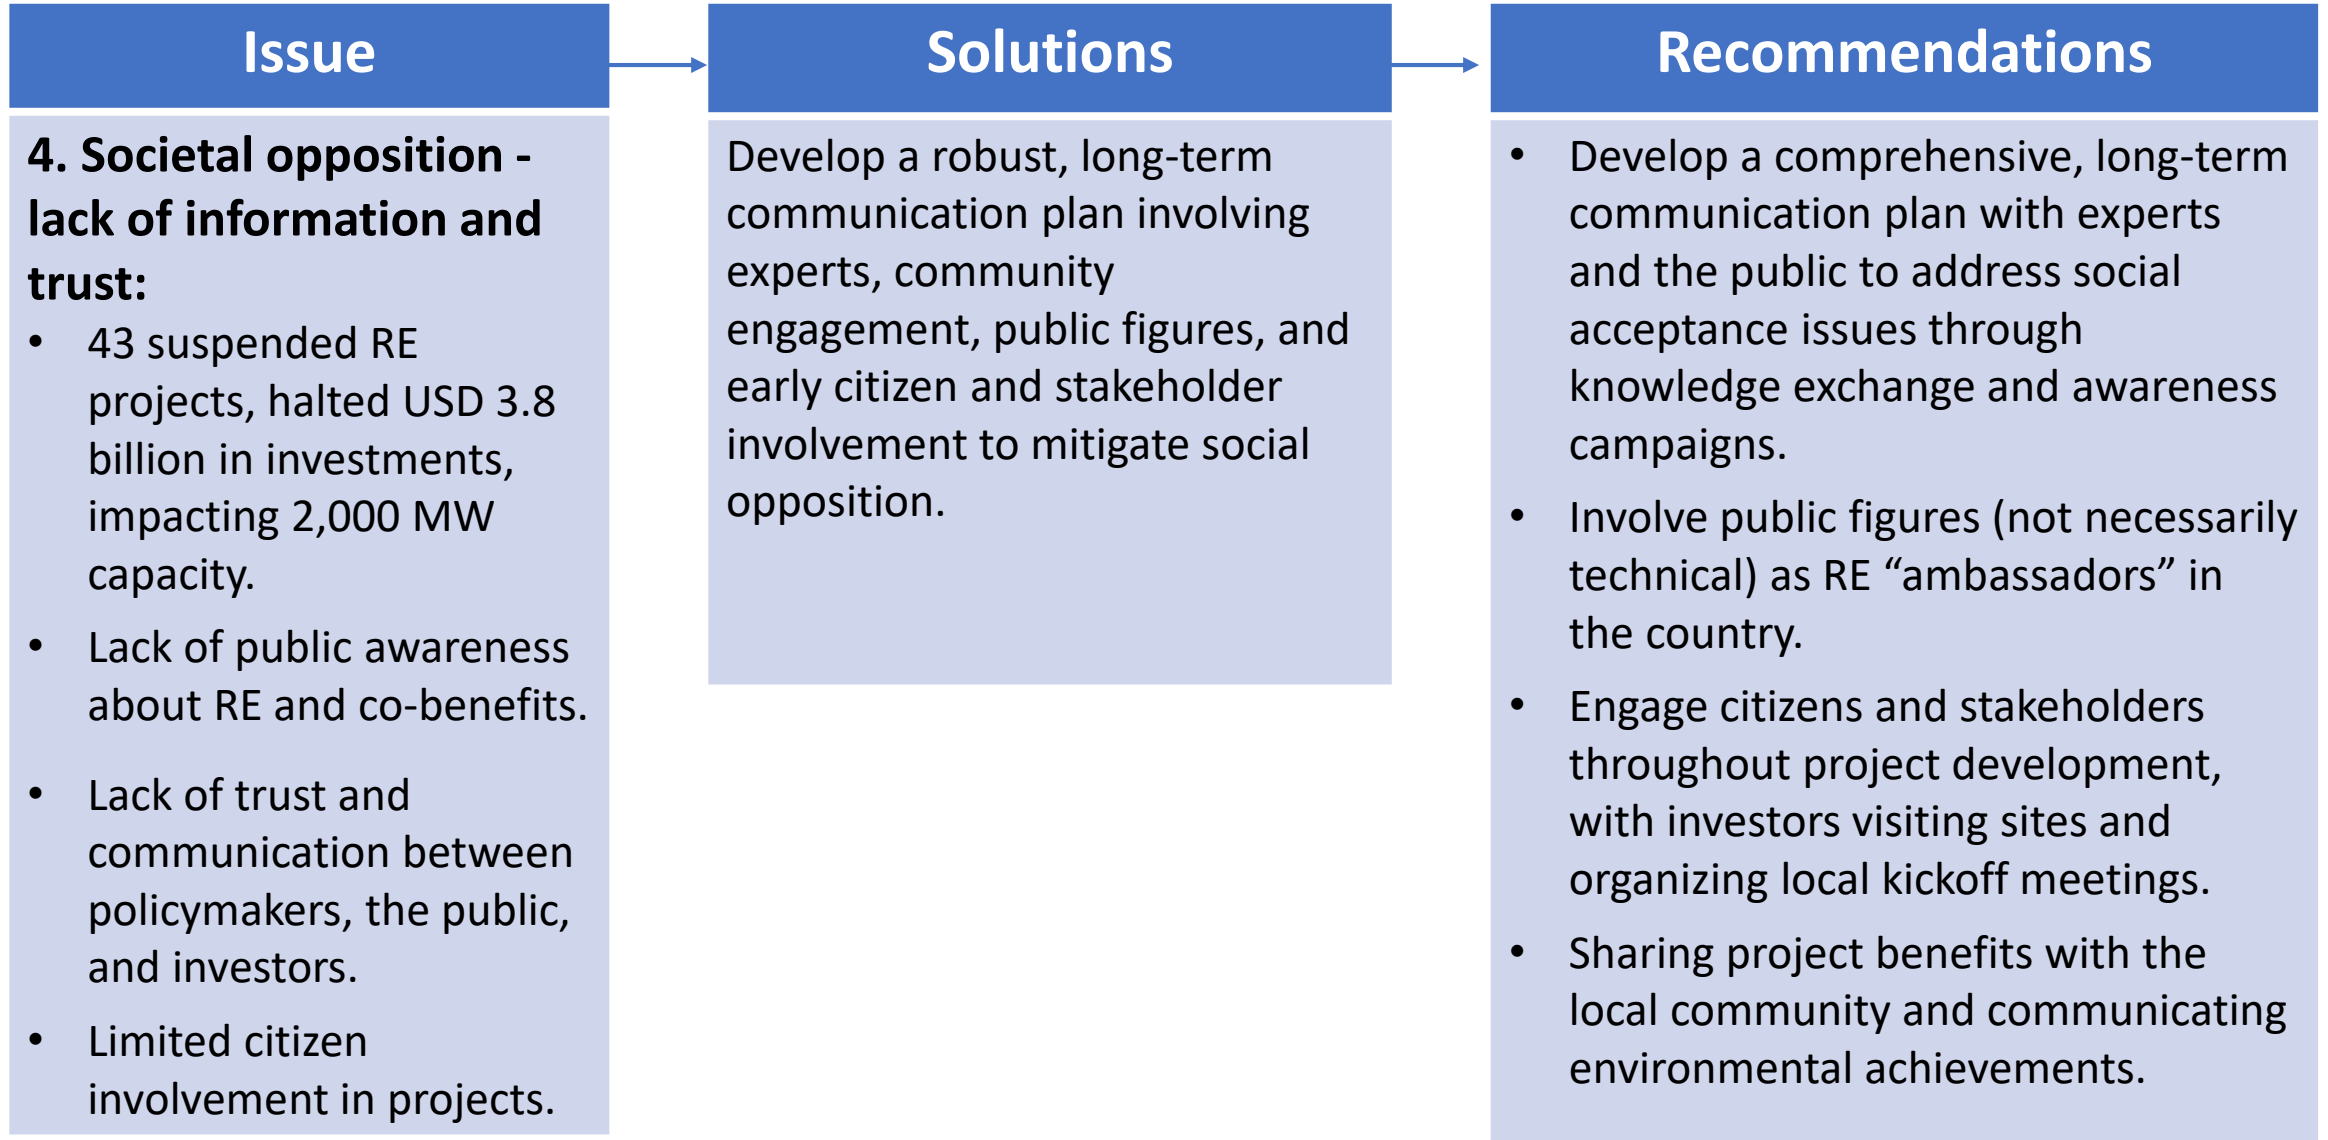 Issue
4. Societal opposition -
lack of information and
trust:
• 43 suspended RE
projects, halted USD 3.8
billion in investments,
impacting 2,000 MW
capacity.
• Lack of public awareness
about RE and co-benefits.
• Lack of trust and
communication between
policymakers, the public,
and investors.
• Limited citizen
involvement in projects.
Solutions
Develop a robust, long-term
communication plan involving
experts, community
engagement, public figures, and
early citizen and stakeholder
involvement to mitigate social
opposition.
Recommendations
• Develop a comprehensive, long-term
communication plan with experts
and the public to address social
acceptance issues through
knowledge exchange and awareness
campaigns.
• Involve public figures (not necessarily
technical) as RE “ambassadors” in
the country.
• Engage citizens and stakeholders
throughout project development,
with investors visiting sites and
organizing local kickoff meetings.
• Sharing project benefits with the
local community and communicating
environmental achievements.